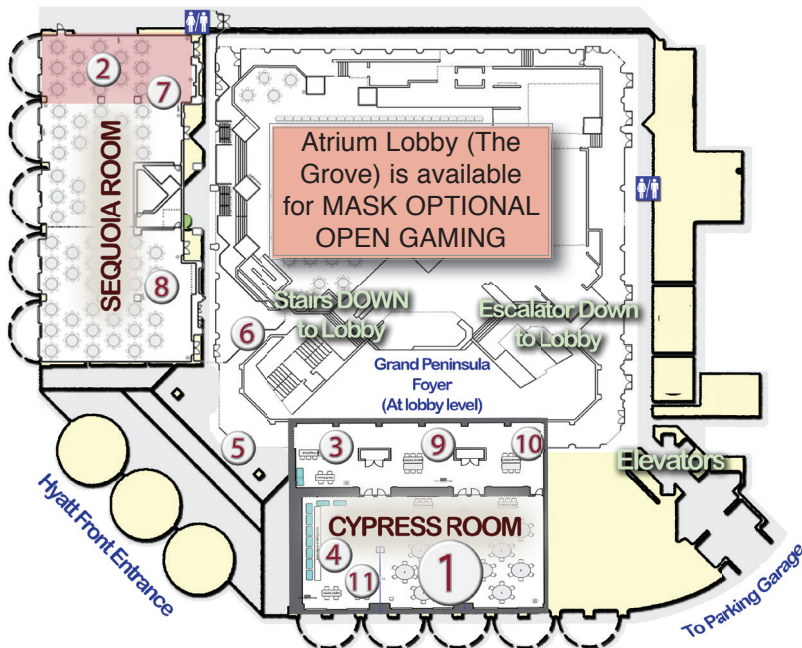 2
7
SEQUOIA ROOM
8
Atrium Lobby (The
Grove) is available
for MASK OPTIONAL
OPEN GAMING
Stairs DOWN
to Lobby
Escalator Down
to Lobby
6
Grand Peninsula
Foyer
(At lobby level)
5
3
9
10
Elevators
CYPRESS ROOM
4
11
1
Hyatt Front Entrance
To Parking Garage